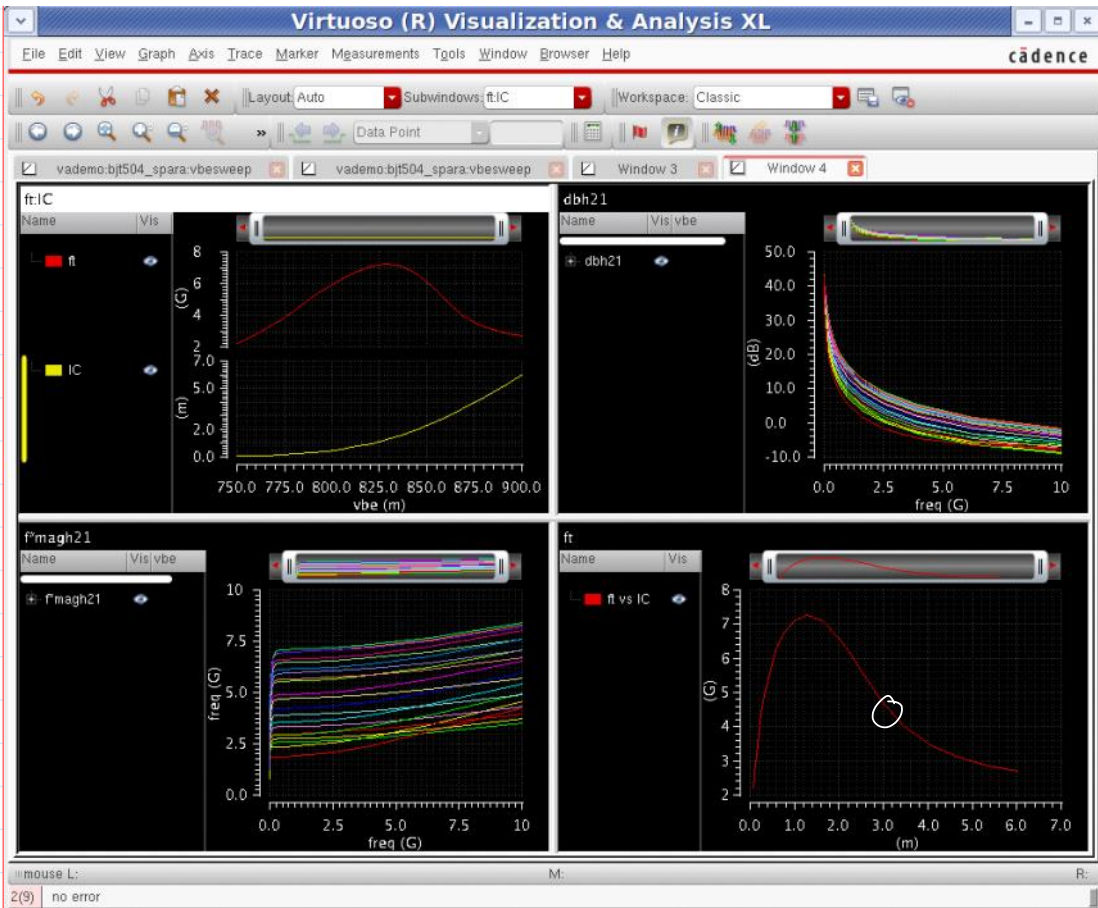 Virtuoso (R) Visualization & Analysis XL
File Edit View Graph Axis Trace Marker Measurements Tools Window Browser Help
cādence
Layout: Auto Subwindows: ft:IC Workspace: Classic
» Data Point
vademo:bjt504_spara:vbesweep vademo:bjt504_spara:vbesweep Window 3 Window 4
ft:IC
Name Vis
ft
IC
8
6
4
2
(G)
7.0
5.0
2.0
0.0
(m)
750.0 775.0 800.0 825.0 850.0 875.0 900.0
vbe (m)
dbh21
Name Vis vbe
dbh21
50.0
40.0
30.0
20.0
0.0
-10.0
(dB)
0.0 2.5 5.0 7.5 10
freq (G)
f*magh21
Name Vis vbe
f*magh21
10
7.5
5.0
2.5
0.0
freq (G)
0.0 2.5 5.0 7.5 10
freq (G)
ft
Name Vis
ft vs IC
8
7
6
5
4
3
2
(G)
0.0 1.0 2.0 3.0 4.0 5.0 6.0 7.0
(m)
mouse L: M: R:
2(9) no error